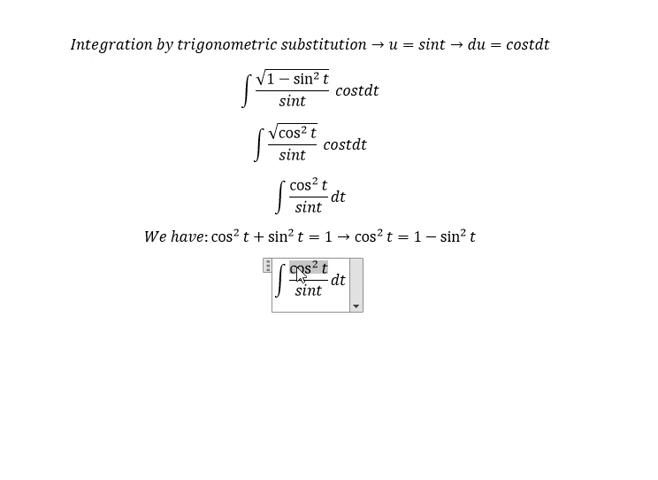 Integration by trigonometric substitution → u = sint → du = costdt
∫ √(1 − sin² t) / sint costdt
∫ √(cos² t) / sint costdt
∫ cos² t / sint dt
We have: cos² t + sin² t = 1 → cos² t = 1 − sin² t
∫ cos² t / sint dt